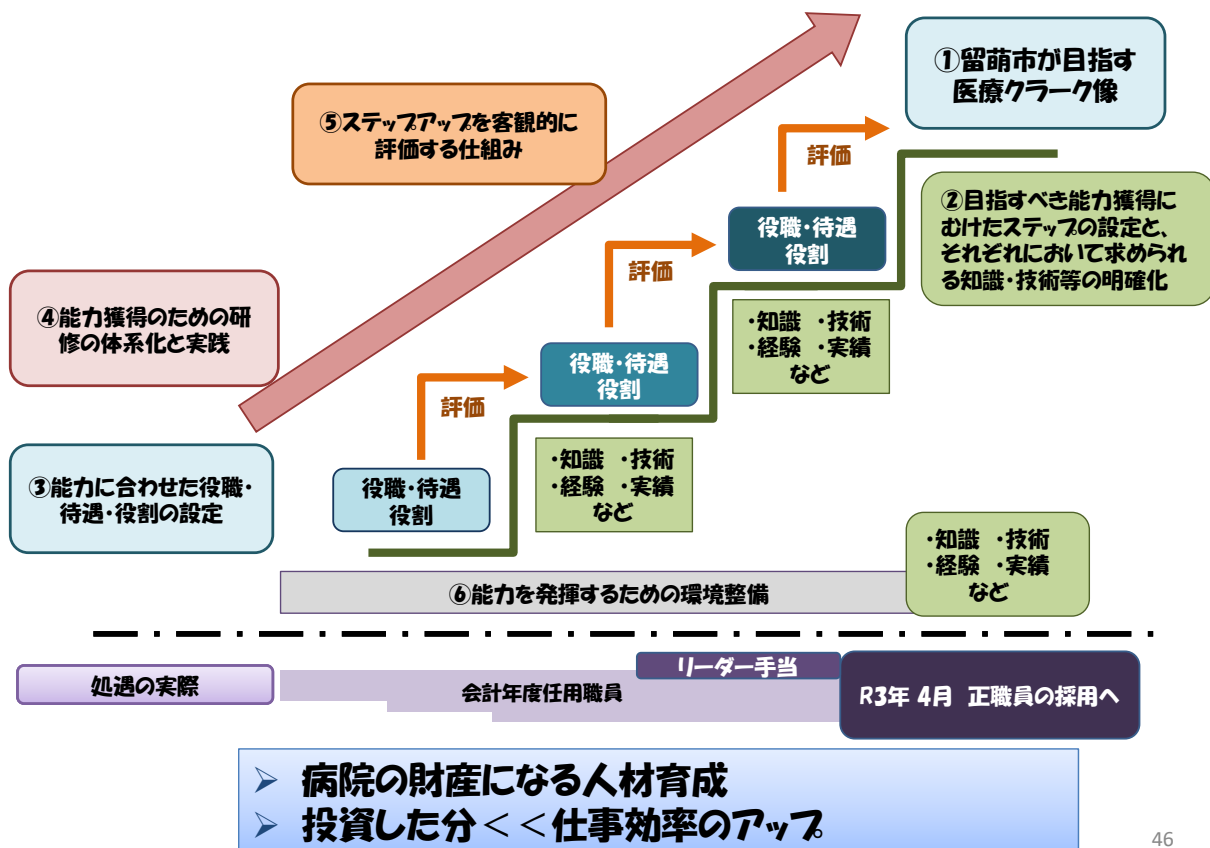 ①留萌市が目指す
医療クラーク像
⑤ステップアップを客観的に
評価する仕組み
評価
②目指すべき能力獲得に
むけたステップの設定と、
それぞれにおいて求められ
る知識・技術等の明確化
役職・待遇
役割
評価
④能力獲得のための研
修の体系化と実践
・知識 ・技術
・経験 ・実績
など
役職・待遇
役割
評価
③能力に合わせた役職・
待遇・役割の設定
役職・待遇
役割
・知識 ・技術
・経験 ・実績
など
・知識 ・技術
・経験 ・実績
など
⑥能力を発揮するための環境整備
処遇の実際
会計年度任用職員
リーダー手当
R3年 4月 正職員の採用へ
➢ 病院の財産になる人材育成
➢ 投資した分<<仕事効率のアップ
46